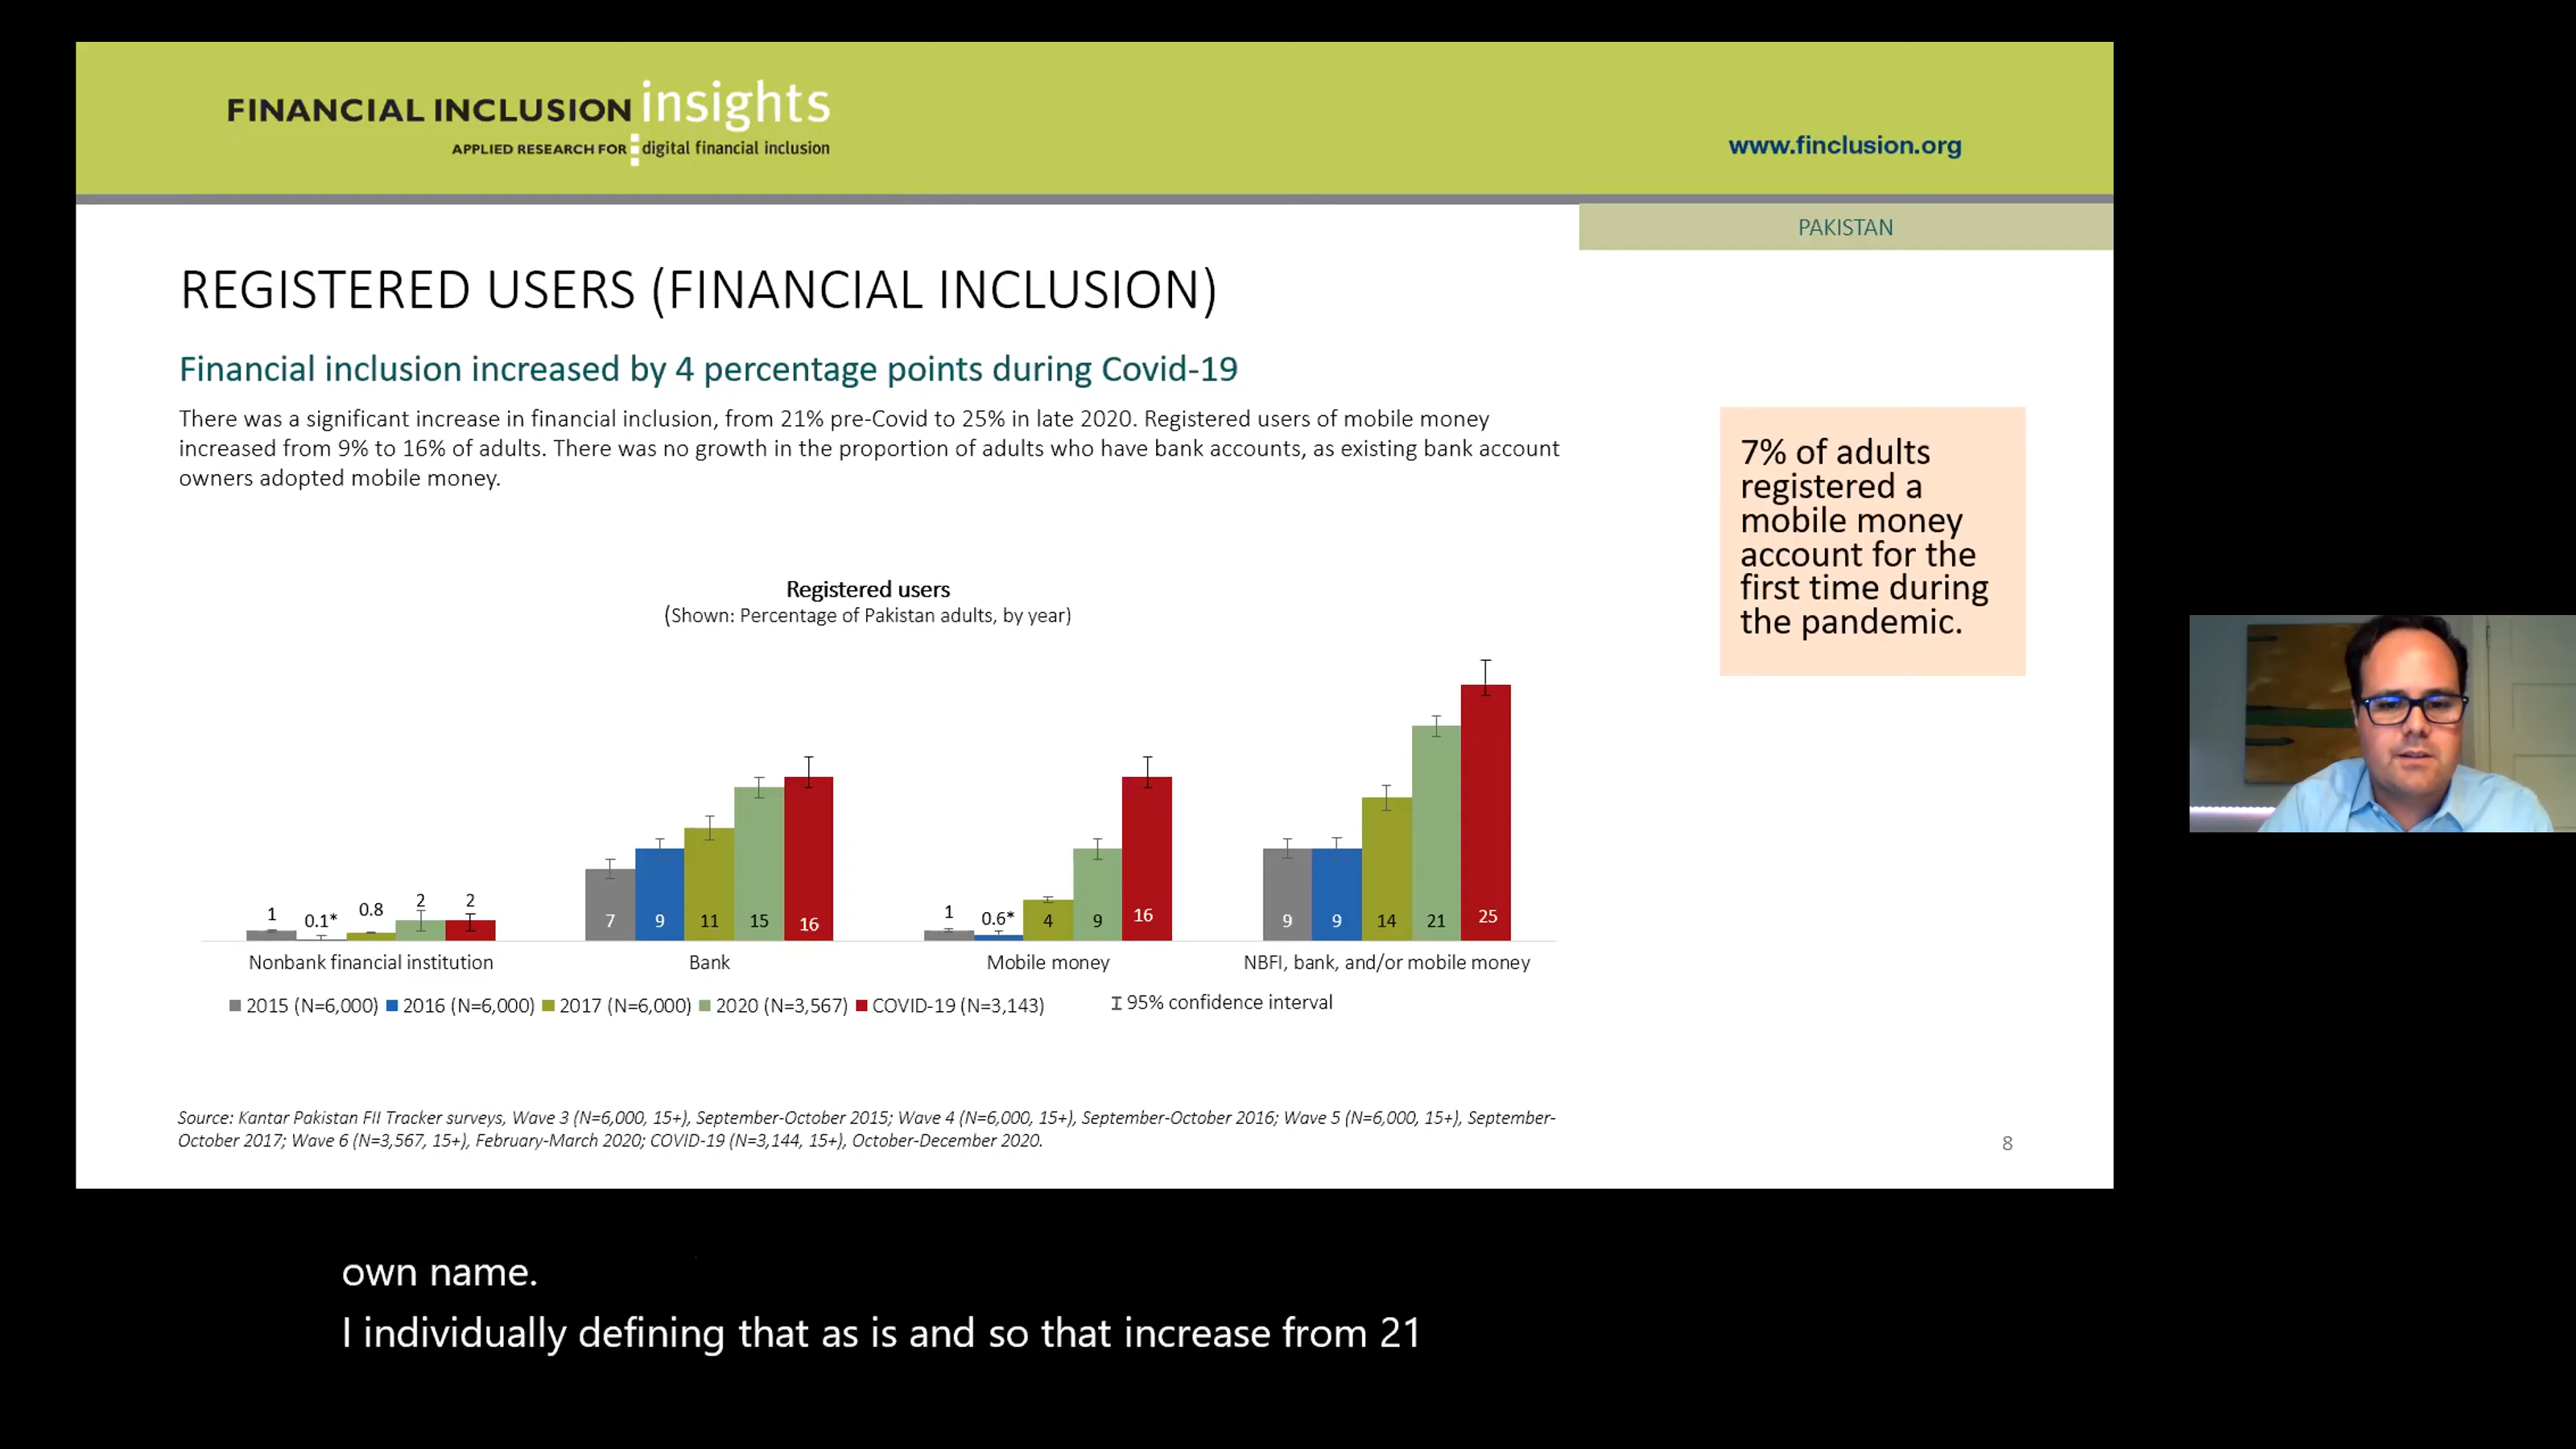 FINANCIAL INCLUSION insights
APPLIED RESEARCH FOR digital financial inclusion
www.finclusion.org
PAKISTAN
REGISTERED USERS (FINANCIAL INCLUSION)
Financial inclusion increased by 4 percentage points during Covid-19
There was a significant increase in financial inclusion, from 21% pre-Covid to 25% in late 2020. Registered users of mobile money
increased from 9% to 16% of adults. There was no growth in the proportion of adults who have bank accounts, as existing bank account
owners adopted mobile money.
7% of adults
registered a
mobile money
account for the
first time during
the pandemic.
Registered users
(Shown: Percentage of Pakistan adults, by year)
1 0.1* 0.8 2 2
7 9 11 15 16
1 0.6* 4 9 16
9 9 14 21 25
Nonbank financial institution Bank Mobile money NBFI, bank, and/or mobile money
2015 (N=6,000) 2016 (N=6,000) 2017 (N=6,000) 2020 (N=3,567) COVID-19 (N=3,143) 95% confidence interval
Source: Kantar Pakistan FII Tracker surveys, Wave 3 (N=6,000, 15+), September-October 2015; Wave 4 (N=6,000, 15+), September-October 2016; Wave 5 (N=6,000, 15+), September-
October 2017; Wave 6 (N=3,567, 15+), February-March 2020; COVID-19 (N=3,144, 15+), October-December 2020.
8
own name.
I individually defining that as is and so that increase from 21